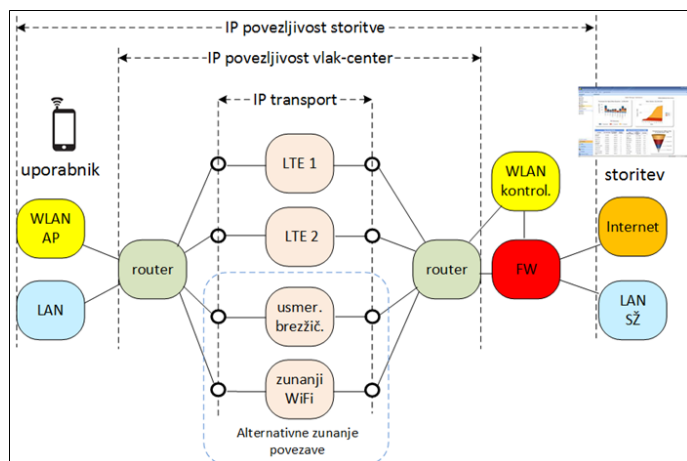 IP povezljivost storitve
IP povezljivost vlak-center
IP transport
uporabnik
storitev
LTE 1
WLAN
kontrol.
WLAN
AP
LTE 2
Internet
router
router
FW
LAN
usmer.
brezžič.
LAN
SŽ
zunanji
WiFi
Alternativne zunanje
povezave